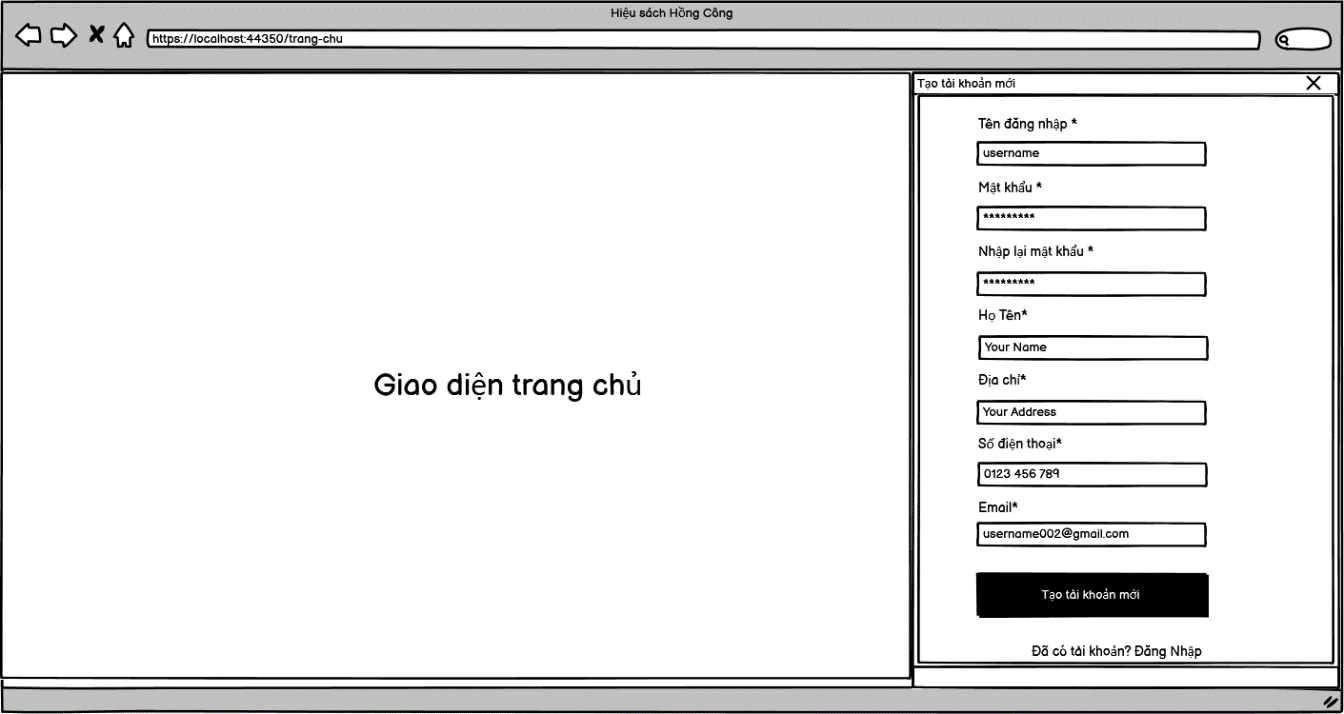 Hiệu sách Hồng Công
https://localhost:44350/trang-chu
Giao diện trang chủ
Tạo tài khoản mới
Tên đăng nhập *
username
Mật khẩu *
*********
Nhập lại mật khẩu *
*********
Họ Tên*
Your Name
Địa chỉ*
Your Address
Số điện thoại*
0123 456 789
Email*
username002@gmail.com
Tạo tài khoản mới
Đã có tài khoản? Đăng Nhập